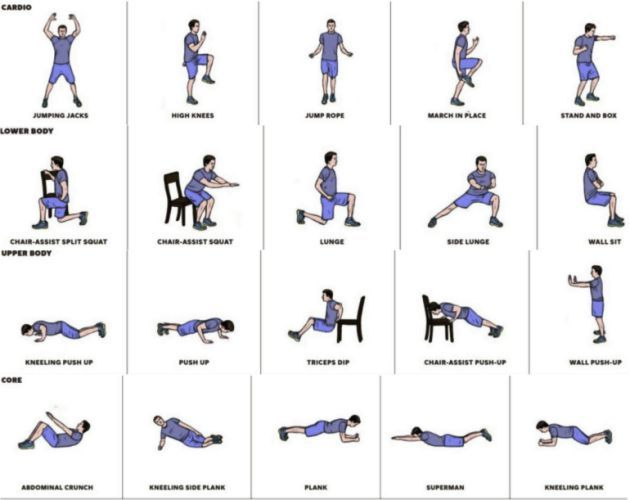 CARDIO
JUMPING JACKS
HIGH KNEES
JUMP ROPE
MARCH IN PLACE
STAND AND BOX
LOWER BODY
CHAIR-ASSIST SPLIT SQUAT
CHAIR-ASSIST SQUAT
LUNGE
SIDE LUNGE
WALL SIT
UPPER BODY
KNEELING PUSH UP
PUSH UP
TRICEPS DIP
CHAIR-ASSIST PUSH-UP
WALL PUSH-UP
CORE
ABDOMINAL CRUNCH
KNEELING SIDE PLANK
PLANK
SUPERMAN
KNEELING PLANK